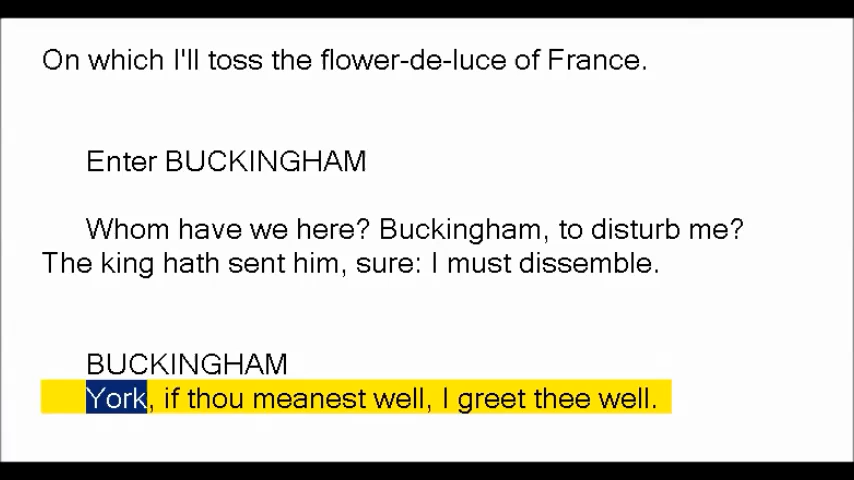 On which I'll toss the flower-de-luce of France.
Enter BUCKINGHAM
Whom have we here? Buckingham, to disturb me?
The king hath sent him, sure: I must dissemble.
BUCKINGHAM
York, if thou meanest well, I greet thee well.